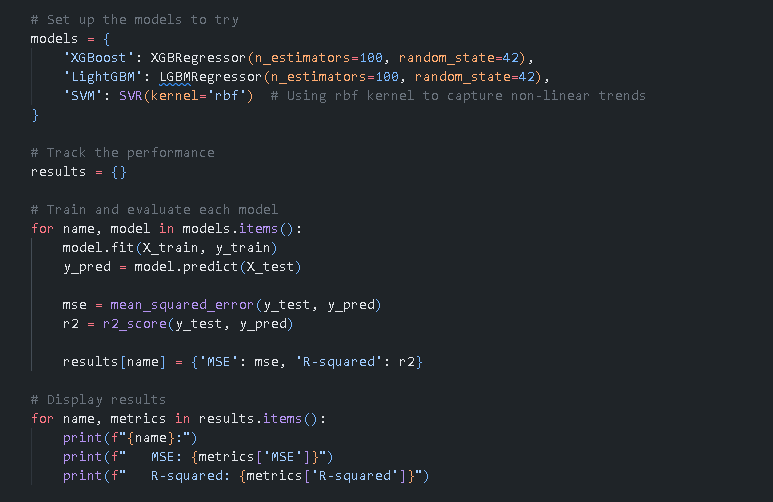 # Set up the models to try
models = {
    'XGBoost': XGBRegressor(n_estimators=100, random_state=42),
    'LightGBM': LGBMRegressor(n_estimators=100, random_state=42),
    'SVM': SVR(kernel='rbf')  # Using rbf kernel to capture non-linear trends
}
# Track the performance
results = {}
# Train and evaluate each model
for name, model in models.items():
    model.fit(X_train, y_train)
    y_pred = model.predict(X_test)
    mse = mean_squared_error(y_test, y_pred)
    r2 = r2_score(y_test, y_pred)
    results[name] = {'MSE': mse, 'R-squared': r2}
# Display results
for name, metrics in results.items():
    print(f"{name}:")
    print(f"   MSE: {metrics['MSE']}")
    print(f"   R-squared: {metrics['R-squared']}")